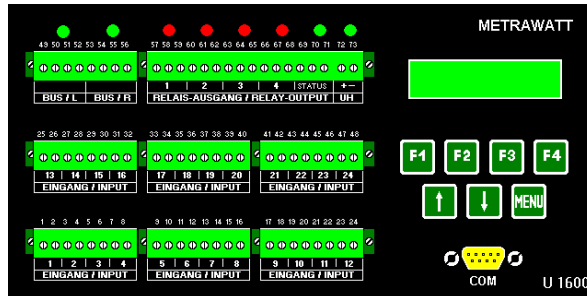 METRAWATT
49 50 51 52 53 54 55 56
57 58 59 60 61 62 63 64 65 66 67 68 69 70 71 72 73
1 2 3 4 STATUS + −
BUS / L BUS / R
RELAIS-AUSGANG / RELAY-OUTPUT UH
25 26 27 28 29 30 31 32
33 34 35 36 37 38 39 40
41 42 43 44 45 46 47 48
13 | 14 | 15 | 16
EINGANG / INPUT
17 | 18 | 19 | 20
EINGANG / INPUT
21 | 22 | 23 | 24
EINGANG / INPUT
F1 F2 F3 F4
MENU
1 2 3 4 5 6 7 8
9 10 11 12 13 14 15 16
17 18 19 20 21 22 23 24
1 | 2 | 3 | 4
EINGANG / INPUT
5 | 6 | 7 | 8
EINGANG / INPUT
9 | 10 | 11 | 12
EINGANG / INPUT
COM
U 1600